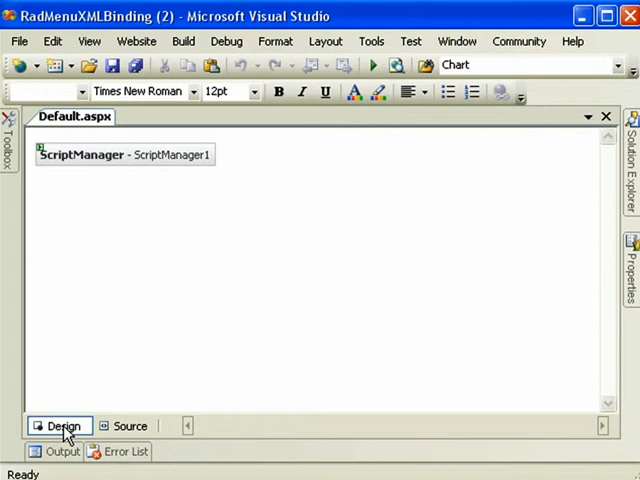 RadMenuXMLBinding (2) - Microsoft Visual Studio
File Edit View Website Build Debug Format Layout Tools Test Window Community Help
Chart
Times New Roman 12pt B I U A
Default.aspx
Toolbox
ScriptManager - ScriptManager1
Solution Explorer
Properties
Design Source
Output Error List
Ready